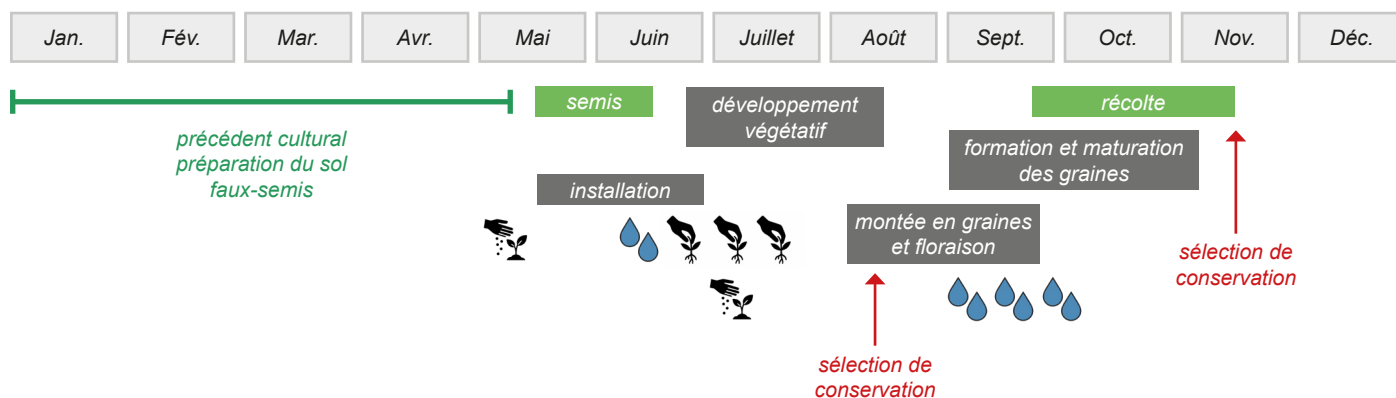 Jan.
Fév.
Mar.
Avr.
Mai
Juin
Juillet
Août
Sept.
Oct.
Nov.
Déc.
précédent cultural
préparation du sol
faux-semis
semis
développement
végétatif
récolte
formation et maturation
des graines
installation
montée en graines
et floraison
sélection de
conservation
sélection de
conservation